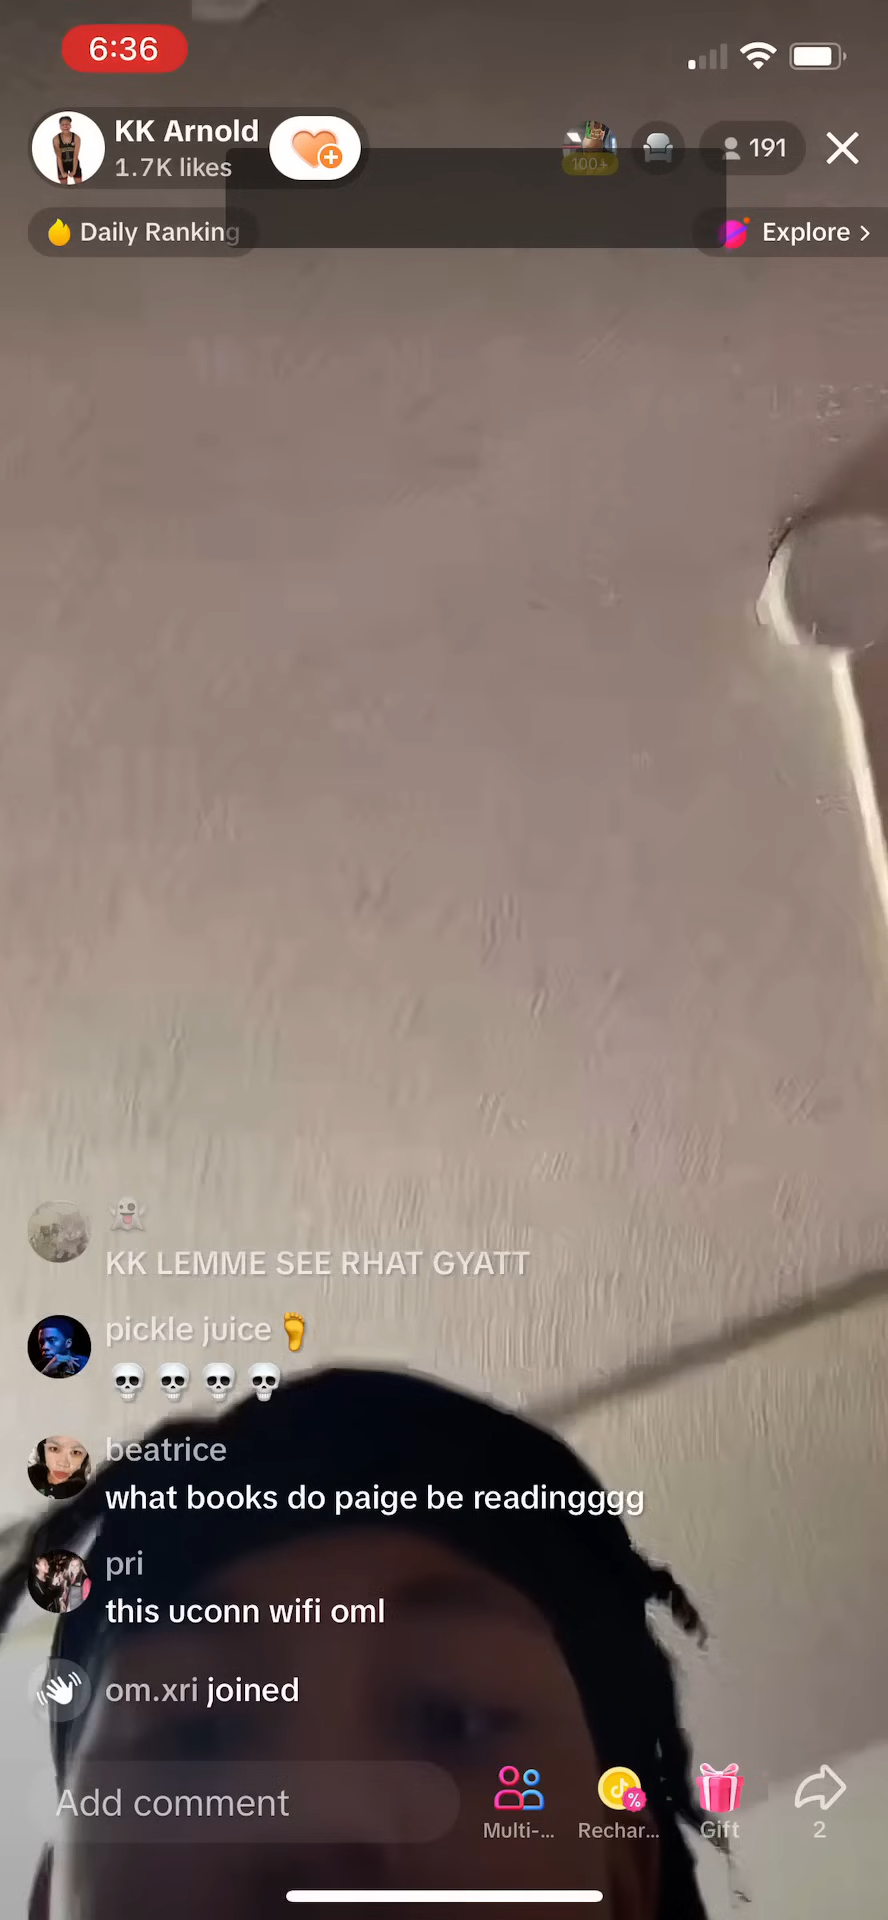 6:36
KK Arnold
1.7K likes
100+
191
Daily Ranking
Explore >
👻
KK LEMME SEE RHAT GYATT
pickle juice 🦶
💀 💀 💀 💀
beatrice
what books do paige be readingggg
pri
this uconn wifi oml
om.xri joined
Add comment
Multi-...
Rechar...
Gift
2